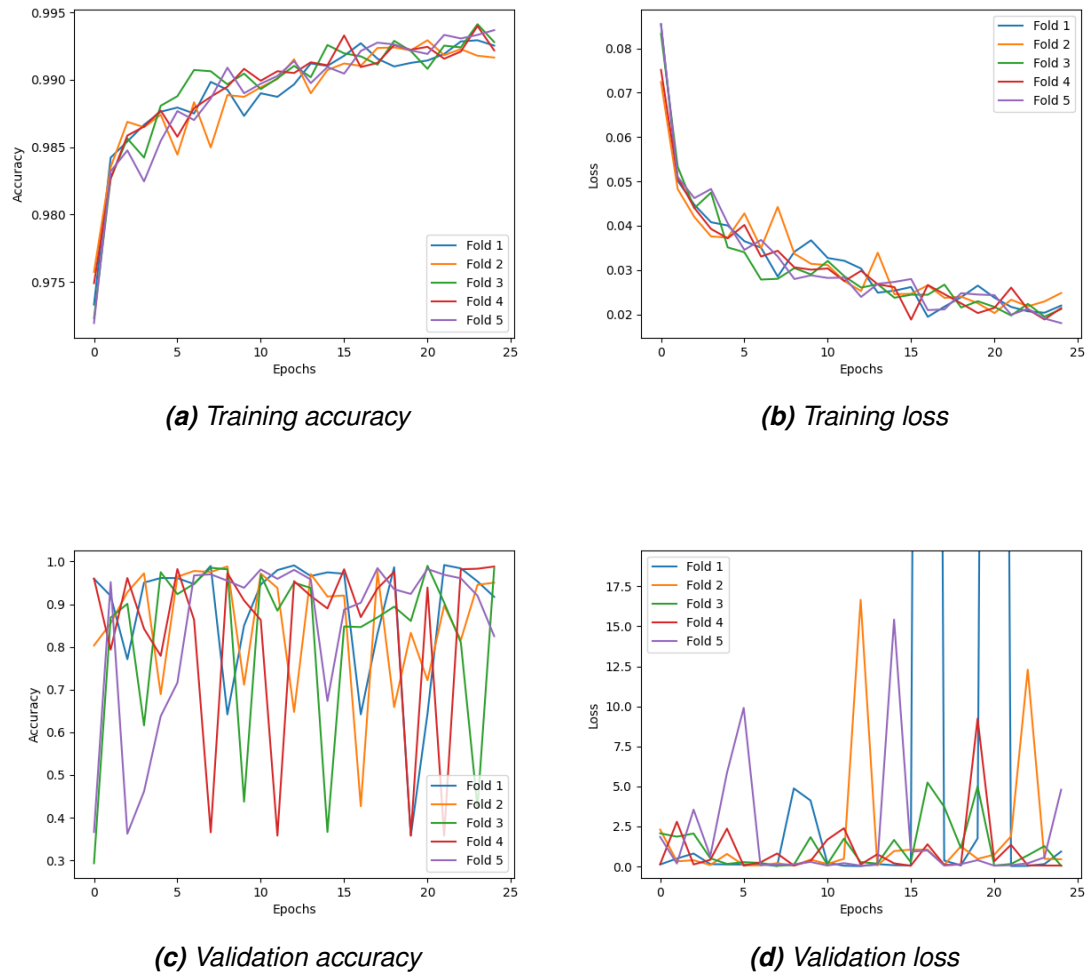 0.995
0.990
0.985
0.980
0.975
Accuracy
Fold 1
Fold 2
Fold 3
Fold 4
Fold 5
0 5 10 15 20 25
Epochs
(a) Training accuracy
0.08
0.07
0.06
0.05
0.04
0.03
0.02
Loss
Fold 1
Fold 2
Fold 3
Fold 4
Fold 5
0 5 10 15 20 25
Epochs
(b) Training loss
1.0
0.9
0.8
0.7
0.6
0.5
0.4
0.3
Accuracy
Fold 1
Fold 2
Fold 3
Fold 4
Fold 5
0 5 10 15 20 25
Epochs
(c) Validation accuracy
17.5
15.0
12.5
10.0
7.5
5.0
2.5
0.0
Loss
Fold 1
Fold 2
Fold 3
Fold 4
Fold 5
0 5 10 15 20 25
Epochs
(d) Validation loss